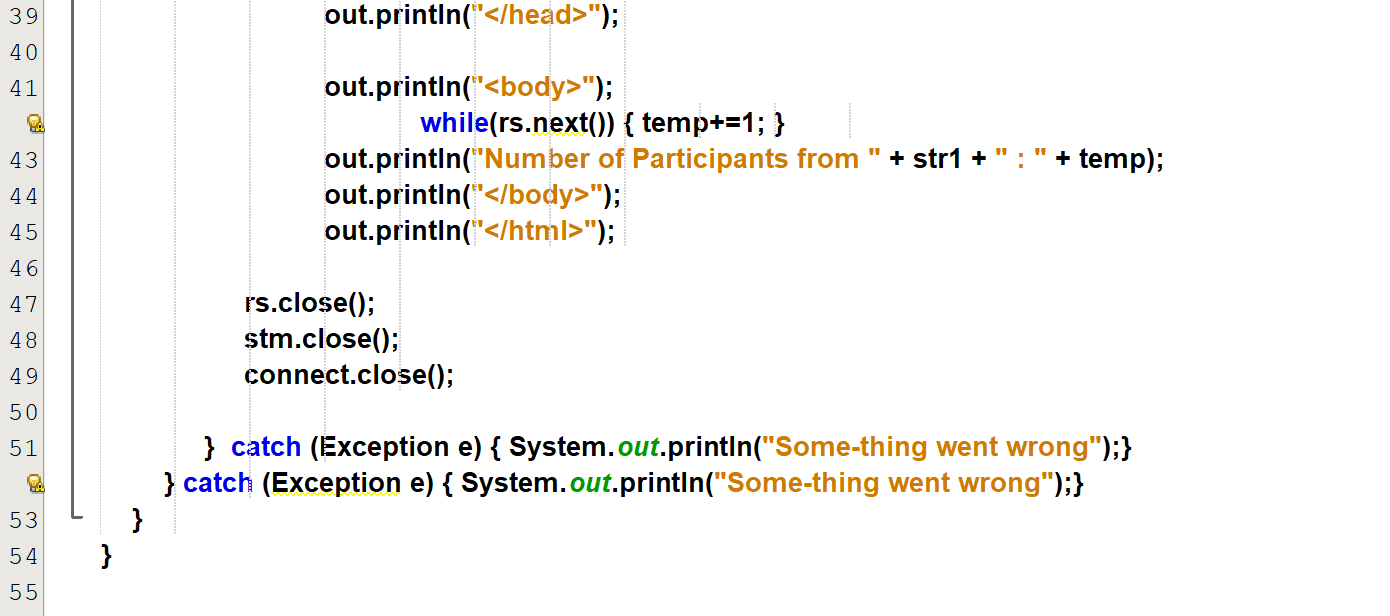 39 out.println("</head>");
40
41 out.println("<body>");
while(rs.next()) { temp+=1; }
43 out.println("Number of Participants from " + str1 + " : " + temp);
44 out.println("</body>");
45 out.println("</html>");
46
47 rs.close();
48 stm.close();
49 connect.close();
50
51 } catch (Exception e) { System.out.println("Some-thing went wrong");}
} catch (Exception e) { System.out.println("Some-thing went wrong");}
53 }
54 }
55